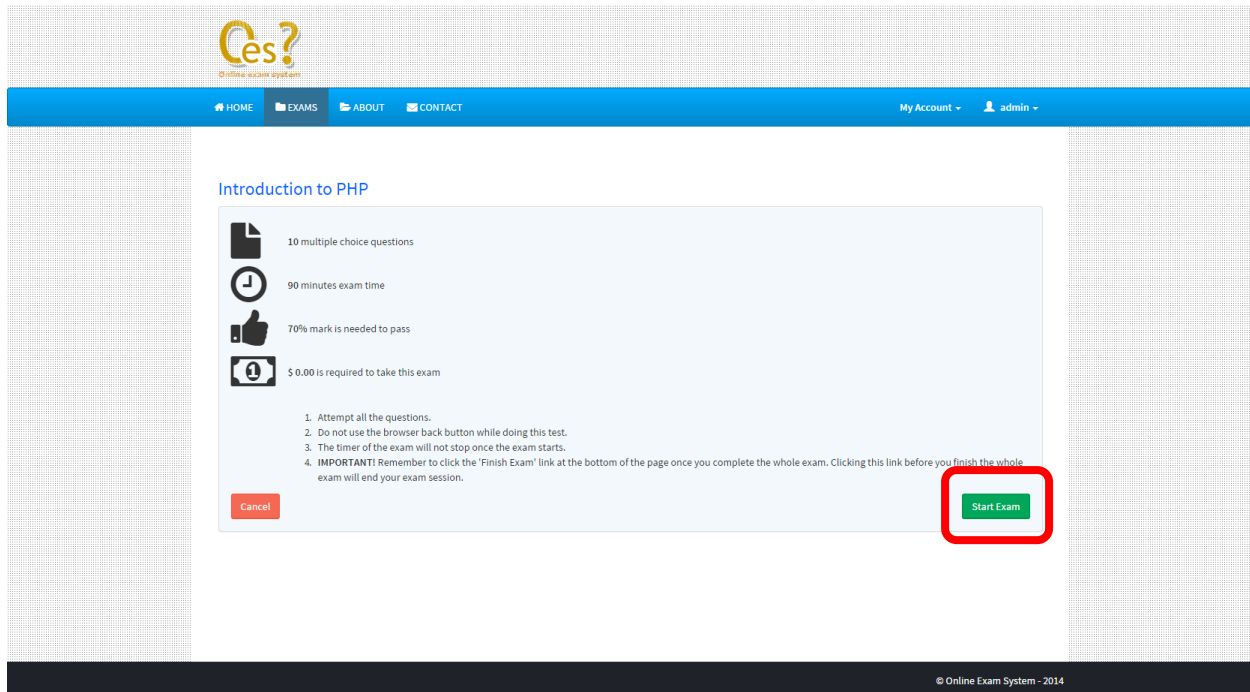 Oes?
Online exam system
HOME EXAMS ABOUT CONTACT My Account admin
Introduction to PHP
10 multiple choice questions
90 minutes exam time
70% mark is needed to pass
1
$ 0.00 is required to take this exam
1. Attempt all the questions.
2. Do not use the browser back button while doing this test.
3. The timer of the exam will not stop once the exam starts.
4. IMPORTANT! Remember to click the 'Finish Exam' link at the bottom of the page once you complete the whole exam. Clicking this link before you finish the whole
exam will end your exam session.
Cancel Start Exam
© Online Exam System - 2014